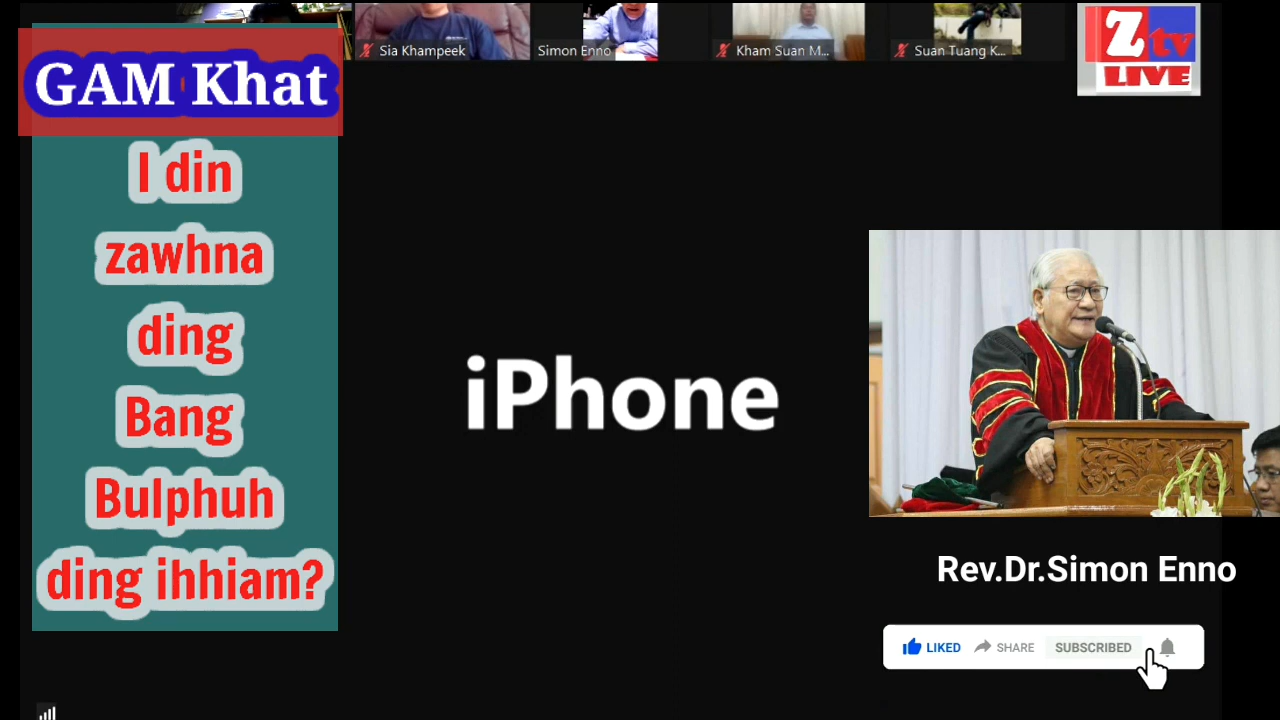 Sia Khampeek
Simon Enno
Kham Suan M...
Suan Tuang K...
Z tv
LIVE
GAM Khat
I din
zawhna
ding
Bang
Bulphuh
ding ihhiam?
iPhone
Rev.Dr.Simon Enno
LIKED SHARE SUBSCRIBED